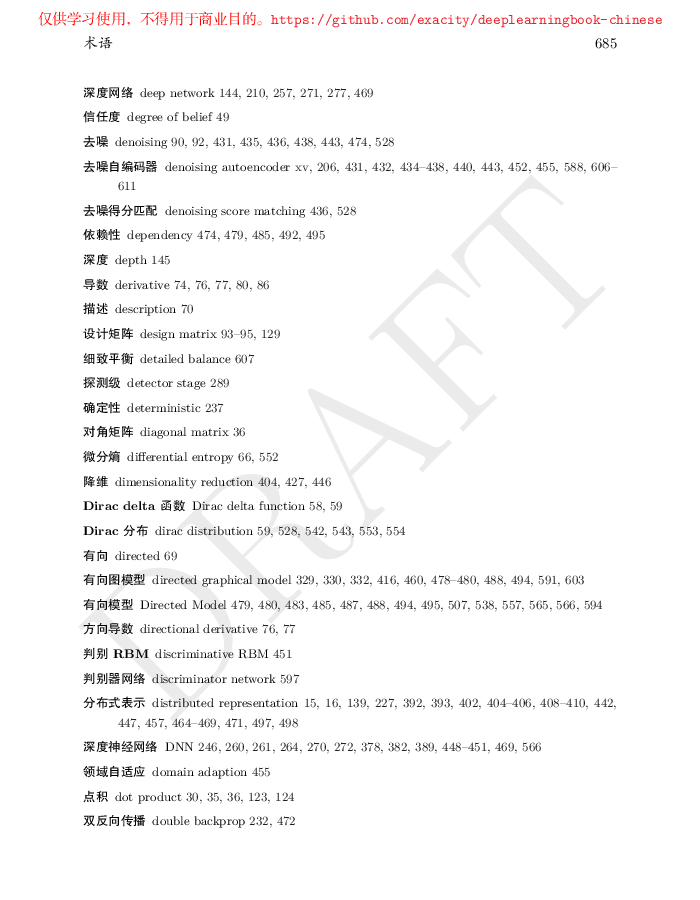 仅供学习使用，不得用于商业目的。https://github.com/exacity/deeplearningbook-chinese
术语 685
深度网络 deep network 144, 210, 257, 271, 277, 469
信任度 degree of belief 49
去噪 denoising 90, 92, 431, 435, 436, 438, 443, 474, 528
去噪自编码器 denoising autoencoder xv, 206, 431, 432, 434–438, 440, 443, 452, 455, 588, 606–
611
去噪得分匹配 denoising score matching 436, 528
依赖性 dependency 474, 479, 485, 492, 495
深度 depth 145
导数 derivative 74, 76, 77, 80, 86
描述 description 70
设计矩阵 design matrix 93–95, 129
细致平衡 detailed balance 607
探测级 detector stage 289
确定性 deterministic 237
对角矩阵 diagonal matrix 36
微分熵 differential entropy 66, 552
降维 dimensionality reduction 404, 427, 446
Dirac delta 函数 Dirac delta function 58, 59
Dirac 分布 dirac distribution 59, 528, 542, 543, 553, 554
有向 directed 69
有向图模型 directed graphical model 329, 330, 332, 416, 460, 478–480, 488, 494, 591, 603
有向模型 Directed Model 479, 480, 483, 485, 487, 488, 494, 495, 507, 538, 557, 565, 566, 594
方向导数 directional derivative 76, 77
判别 RBM discriminative RBM 451
判别器网络 discriminator network 597
分布式表示 distributed representation 15, 16, 139, 227, 392, 393, 402, 404–406, 408–410, 442,
447, 457, 464–469, 471, 497, 498
深度神经网络 DNN 246, 260, 261, 264, 270, 272, 378, 382, 389, 448–451, 469, 566
领域自适应 domain adaption 455
点积 dot product 30, 35, 36, 123, 124
双反向传播 double backprop 232, 472
DRAFT